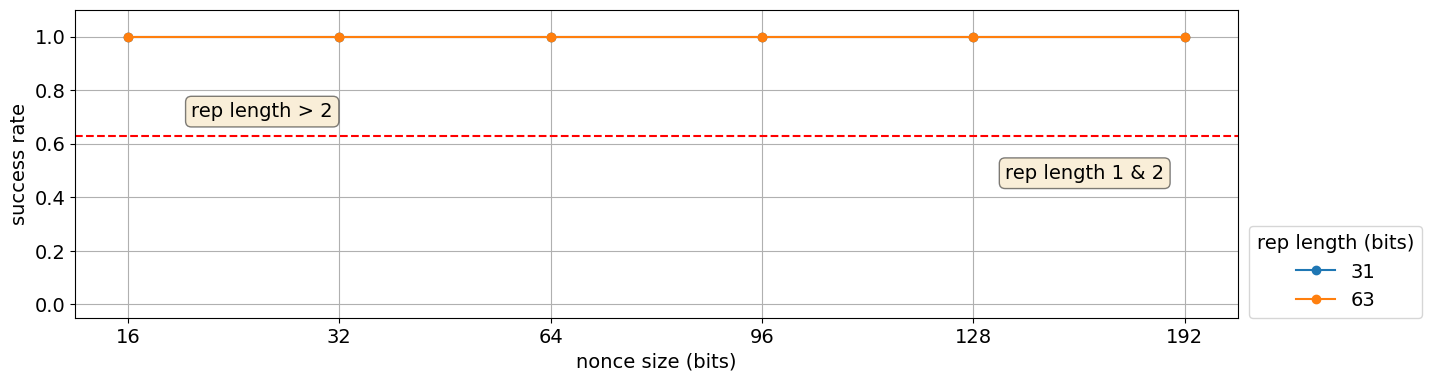 1.0
0.8
0.6
0.4
0.2
0.0
success rate
rep length > 2
rep length 1 & 2
16 32 64 96 128 192
nonce size (bits)
rep length (bits)
31
63